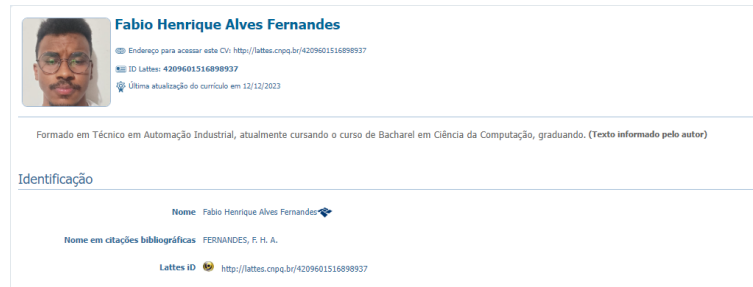 Fabio Henrique Alves Fernandes
Endereço para acessar este CV: http://lattes.cnpq.br/4209601516898937
ID Lattes: 4209601516898937
Última atualização do currículo em 12/12/2023
Formado em Técnico em Automação Industrial, atualmente cursando o curso de Bacharel em Ciência da Computação, graduando. (Texto informado pelo autor)
Identificação
Nome Fabio Henrique Alves Fernandes
Nome em citações bibliográficas FERNANDES, F. H. A.
Lattes iD http://lattes.cnpq.br/4209601516898937